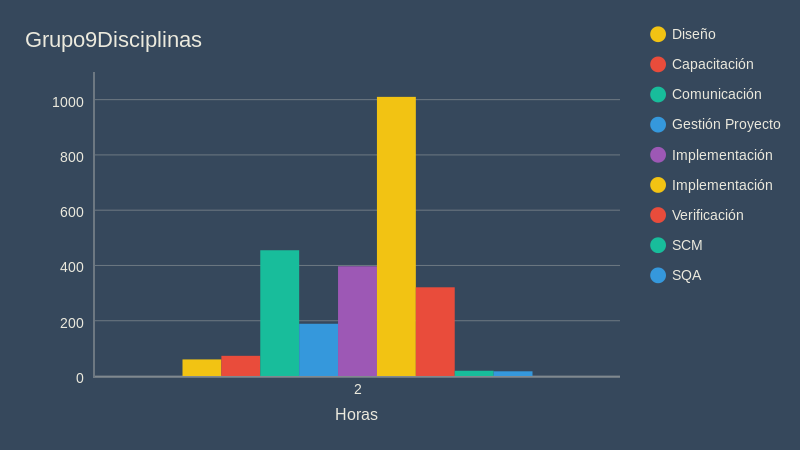 Grupo9Disciplinas
1000
800
600
400
200
0
2
Horas
Diseño
Capacitación
Comunicación
Gestión Proyecto
Implementación
Implementación
Verificación
SCM
SQA